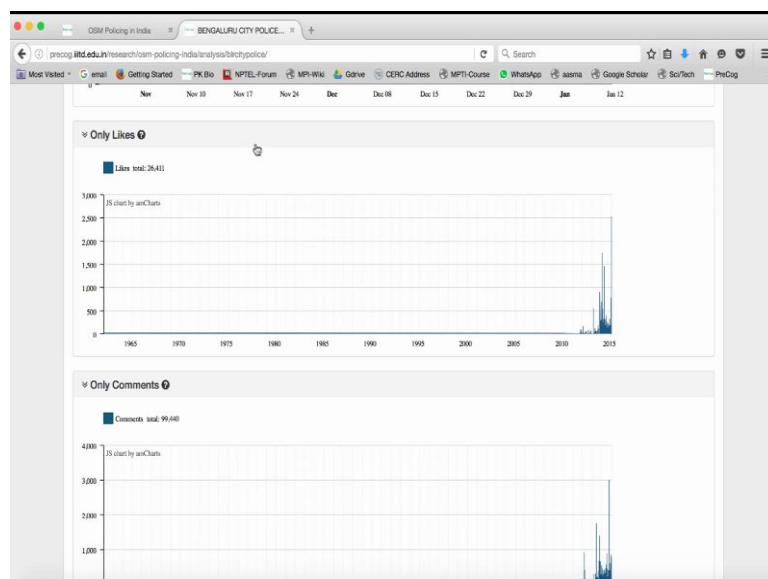 OSM Policing in India × BENGALURU CITY POLICE... × +
precog.iiitd.edu.in/research/osm-policing-india/analysis/blrcitypolice/ Search
Most Visited email Getting Started PK Bio NPTEL-Forum MPI-Wiki Gdrive CERC Address MPTI-Course WhatsApp aasma Google Scholar Sci/Tech PreCog
0
Nov Nov 10 Nov 17 Nov 24 Dec Dec 08 Dec 15 Dec 22 Dec 29 Jan Jan 12
Only Likes ?
Likes total: 26,411
3,000
JS chart by amCharts
2,500
2,000
1,500
1,000
500
0
1965 1970 1975 1980 1985 1990 1995 2000 2005 2010 2015
Only Comments ?
Comments total: 99,440
4,000
JS chart by amCharts
3,000
2,000
1,000